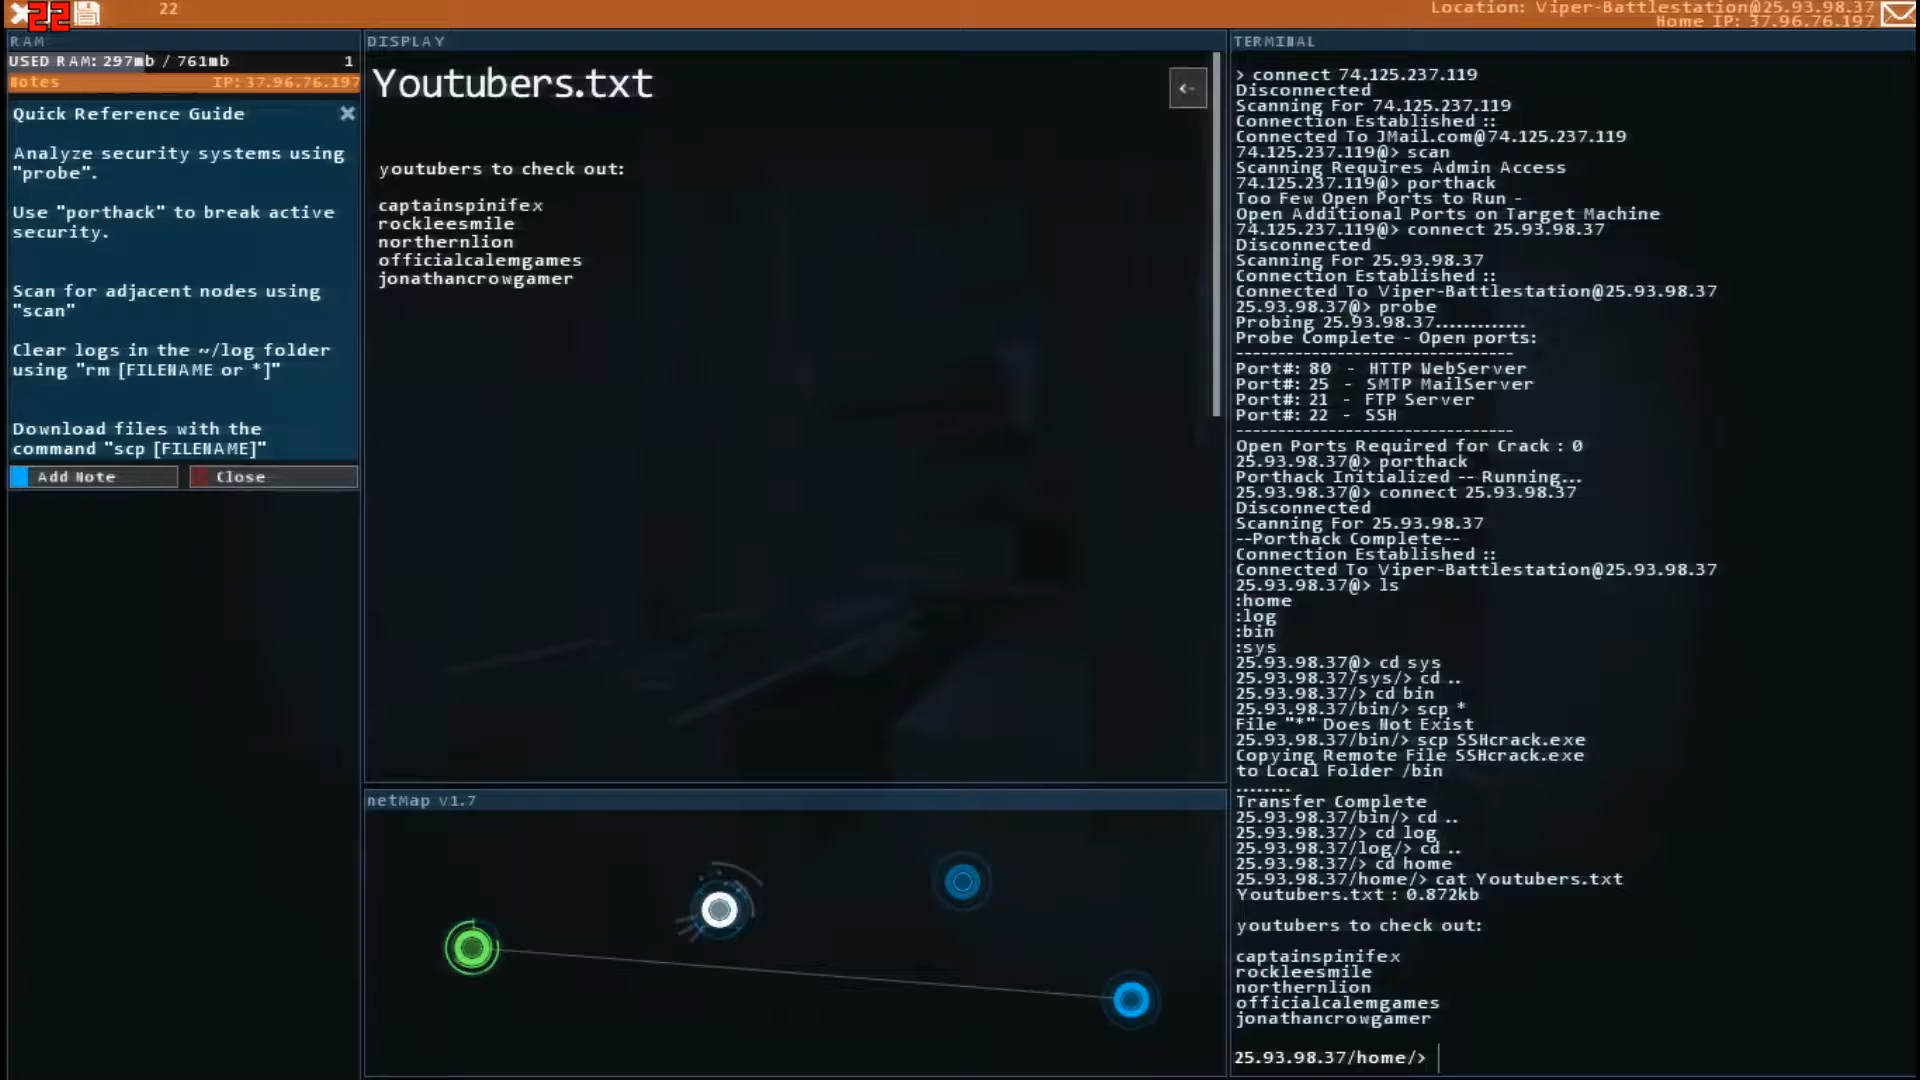 22
22
Location: Viper-Battlestation@25.93.98.37
Home IP: 37.96.76.197
RAM
USED RAM: 297mb / 761mb 1
Notes IP: 37.96.76.197
Quick Reference Guide
Analyze security systems using
"probe".
Use "porthack" to break active
security.
Scan for adjacent nodes using
"scan"
Clear logs in the ~/log folder
using "rm [FILENAME or *]"
Download files with the
command "scp [FILENAME]"
Add Note
Close
DISPLAY
Youtubers.txt
<-
youtubers to check out:
captainspinifex
rockleesmile
northernlion
officialcalemgames
jonathancrowgamer
netMap v1.7
TERMINAL
> connect 74.125.237.119
Disconnected
Scanning For 74.125.237.119
Connection Established ::
Connected To JMail.com@74.125.237.119
74.125.237.119@> scan
Scanning Requires Admin Access
74.125.237.119@> porthack
Too Few Open Ports to Run -
Open Additional Ports on Target Machine
74.125.237.119@> connect 25.93.98.37
Disconnected
Scanning For 25.93.98.37
Connection Established ::
Connected To Viper-Battlestation@25.93.98.37
25.93.98.37@> probe
Probing 25.93.98.37.............
Probe Complete - Open ports:
---------------------------------
Port#: 80 - HTTP WebServer
Port#: 25 - SMTP MailServer
Port#: 21 - FTP Server
Port#: 22 - SSH
---------------------------------
Open Ports Required for Crack : 0
25.93.98.37@> porthack
Porthack Initialized -- Running...
25.93.98.37@> connect 25.93.98.37
Disconnected
Scanning For 25.93.98.37
--Porthack Complete--
Connection Established ::
Connected To Viper-Battlestation@25.93.98.37
25.93.98.37@> ls
:home
:log
:bin
:sys
25.93.98.37@> cd sys
25.93.98.37/sys/> cd ..
25.93.98.37/> cd bin
25.93.98.37/bin/> scp *
File "*" Does Not Exist
25.93.98.37/bin/> scp SSHcrack.exe
Copying Remote File SSHcrack.exe
to Local Folder /bin
........
Transfer Complete
25.93.98.37/bin/> cd ..
25.93.98.37/> cd log
25.93.98.37/log/> cd ..
25.93.98.37/> cd home
25.93.98.37/home/> cat Youtubers.txt
Youtubers.txt : 0.872kb
youtubers to check out:
captainspinifex
rockleesmile
northernlion
officialcalemgames
jonathancrowgamer
25.93.98.37/home/>